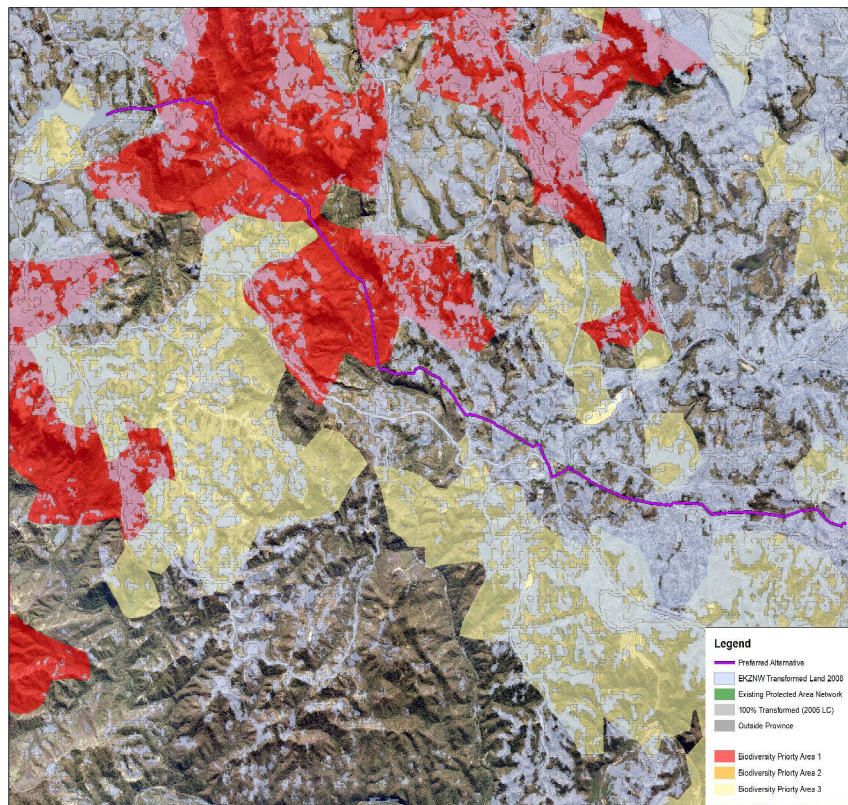 Legend
Preferred Alternative
EKZNW Transformed Land 2008
Existing Protected Area Network
100% Transformed (2005 LC)
Outside Province
Biodiversity Priorty Area 1
Biodiversity Priorty Area 2
Biodiversity Priorty Area 3